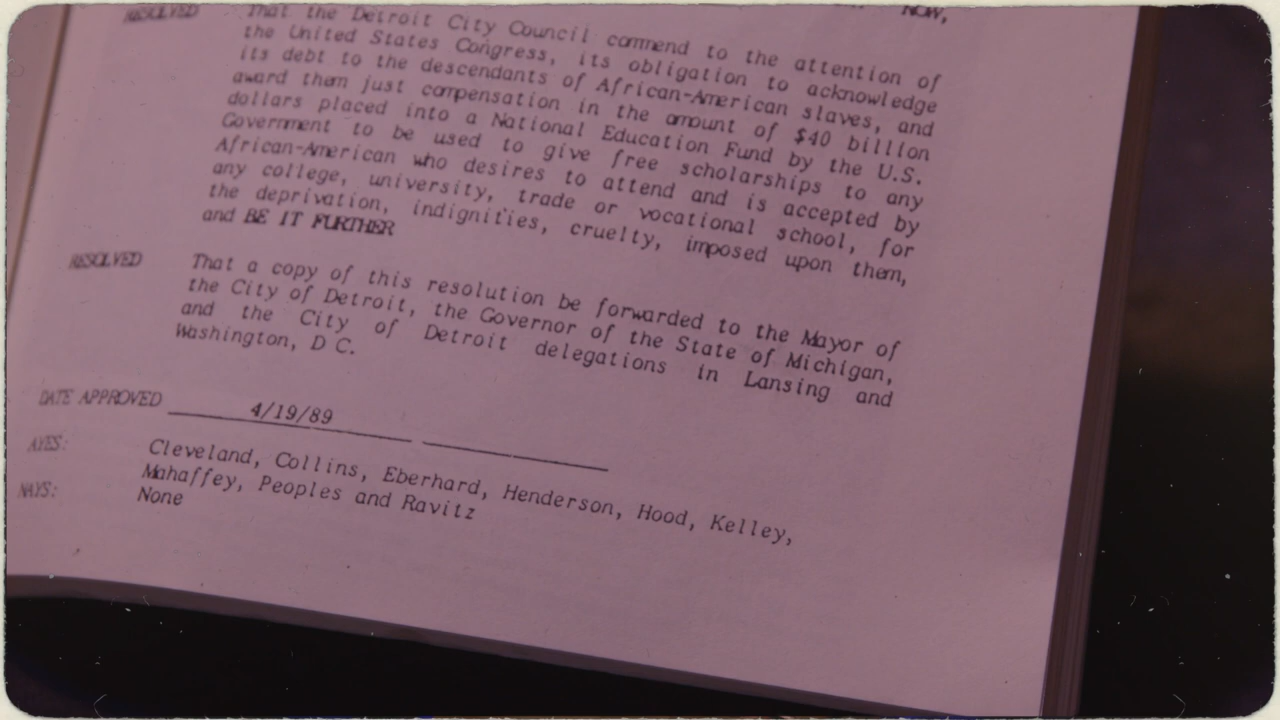 NOW,
RESOLVED That the Detroit City Council commend to the attention of
the United States Congress, its obligation to acknowledge
its debt to the descendants of African-American slaves, and
award them just compensation in the amount of $40 billion
dollars placed into a National Education Fund by the U.S.
Government to be used to give free scholarships to any
African-American who desires to attend and is accepted by
any college, university, trade or vocational school, for
the deprivation, indignities, cruelty, imposed upon them,
and BE IT FURTHER
RESOLVED That a copy of this resolution be forwarded to the Mayor of
the City of Detroit, the Governor of the State of Michigan,
and the City of Detroit delegations in Lansing and
Washington, D C.
DATE APPROVED 4/19/89
AYES: Cleveland, Collins, Eberhard, Henderson, Hood, Kelley,
Mahaffey, Peoples and Ravitz
NAYS: None